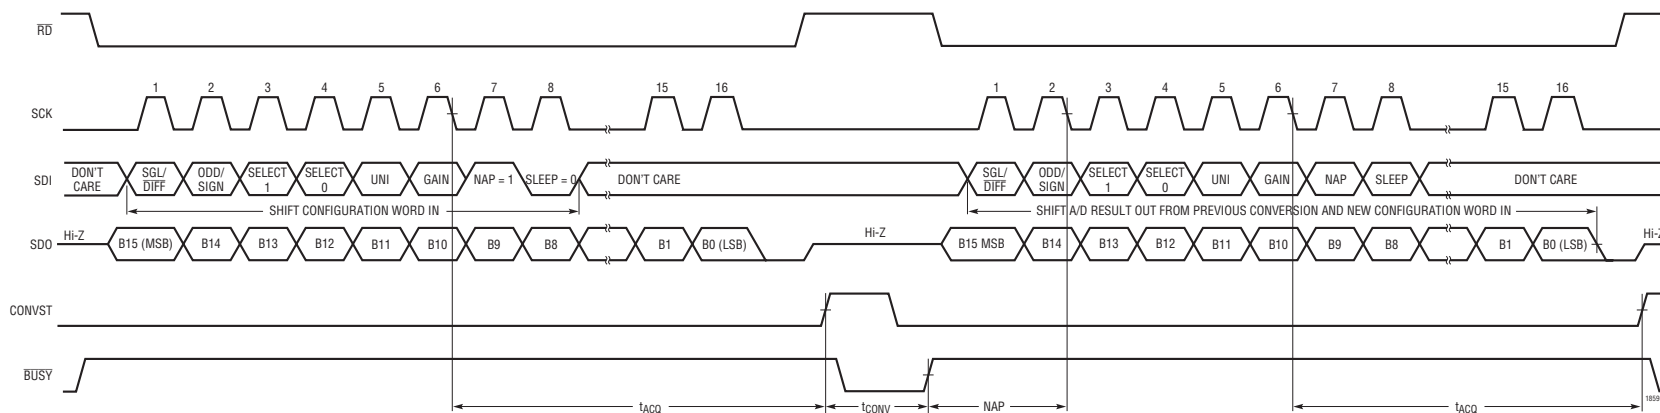 RD
SCK
1 2 3 4 5 6 7 8 15 16 1 2 3 4 5 6 7 8 15 16
SDI
DON'T CARE
SGL/DIFF
ODD/SIGN
SELECT 1
SELECT 0
UNI
GAIN
NAP = 1
SLEEP = 0
DON'T CARE
SGL/DIFF
ODD/SIGN
SELECT 1
SELECT 0
UNI
GAIN
NAP
SLEEP
DON'T CARE
SHIFT CONFIGURATION WORD IN
SHIFT A/D RESULT OUT FROM PREVIOUS CONVERSION AND NEW CONFIGURATION WORD IN
SDO
Hi-Z
B15 (MSB) B14 B13 B12 B11 B10 B9 B8 B1 B0 (LSB)
Hi-Z
B15 MSB B14 B13 B12 B11 B10 B9 B8 B1 B0 (LSB)
Hi-Z
CONVST
BUSY
tACQ
tCONV
NAP
tACQ